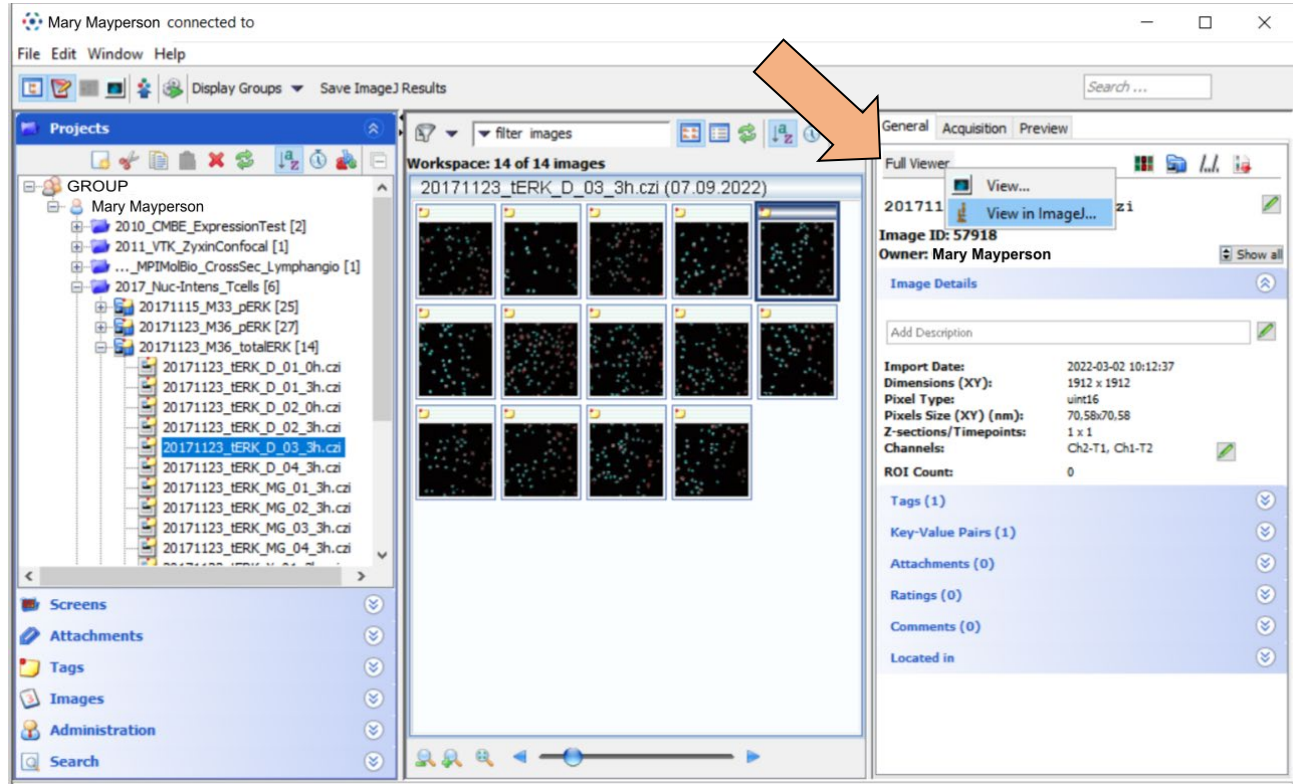 Mary Mayperson connected to
File Edit Window Help
Display Groups Save ImageJ Results
Search ...
Projects
GROUP
Mary Mayperson
2010_CMBE_ExpressionTest [2]
2011_VTK_ZyxinConfocal [1]
..._MPIMolBio_CrossSec_Lymphangio [1]
2017_Nuc-Intens_Tcells [6]
20171115_M33_pERK [25]
20171123_M36_pERK [27]
20171123_M36_totalERK [14]
20171123_tERK_D_01_0h.czi
20171123_tERK_D_01_3h.czi
20171123_tERK_D_02_0h.czi
20171123_tERK_D_02_3h.czi
20171123_tERK_D_03_3h.czi
20171123_tERK_D_04_3h.czi
20171123_tERK_MG_01_3h.czi
20171123_tERK_MG_02_3h.czi
20171123_tERK_MG_03_3h.czi
20171123_tERK_MG_04_3h.czi
Screens
Attachments
Tags
Images
Administration
Search
filter images
Workspace: 14 of 14 images
20171123_tERK_D_03_3h.czi (07.09.2022)
General Acquisition Preview
Full Viewer
View...
View in ImageJ...
201711 zi
Image ID: 57918
Owner: Mary Mayperson Show all
Image Details
Add Description
Import Date: 2022-03-02 10:12:37
Dimensions (XY): 1912 x 1912
Pixel Type: uint16
Pixels Size (XY) (nm): 70,58x70,58
Z-sections/Timepoints: 1 x 1
Channels: Ch2-T1, Ch1-T2
ROI Count: 0
Tags (1)
Key-Value Pairs (1)
Attachments (0)
Ratings (0)
Comments (0)
Located in